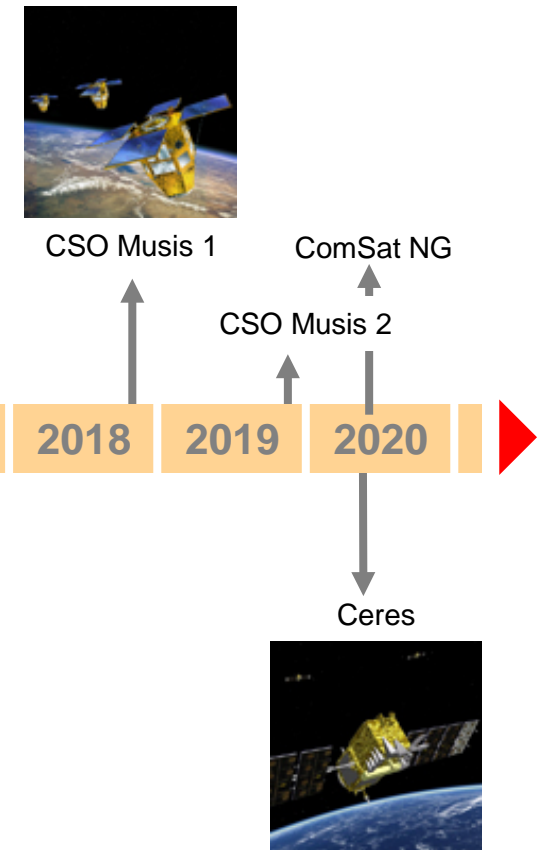 CSO Musis 1
ComSat NG
CSO Musis 2
2018
2019
2020
Ceres